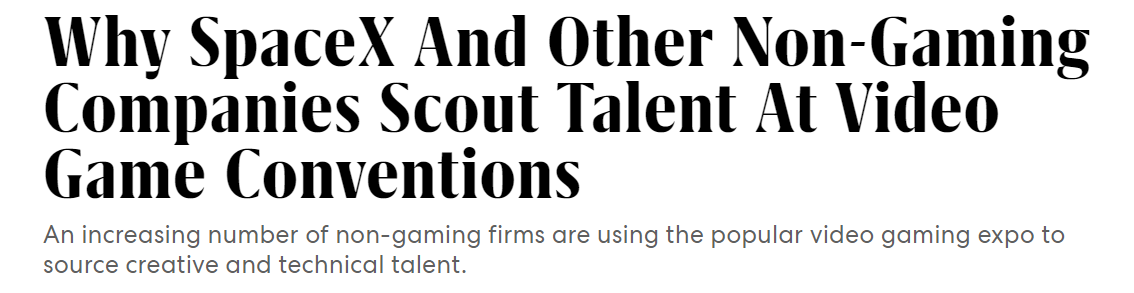 Why SpaceX And Other Non-Gaming
Companies Scout Talent At Video
Game Conventions
An increasing number of non-gaming firms are using the popular video gaming expo to
source creative and technical talent.